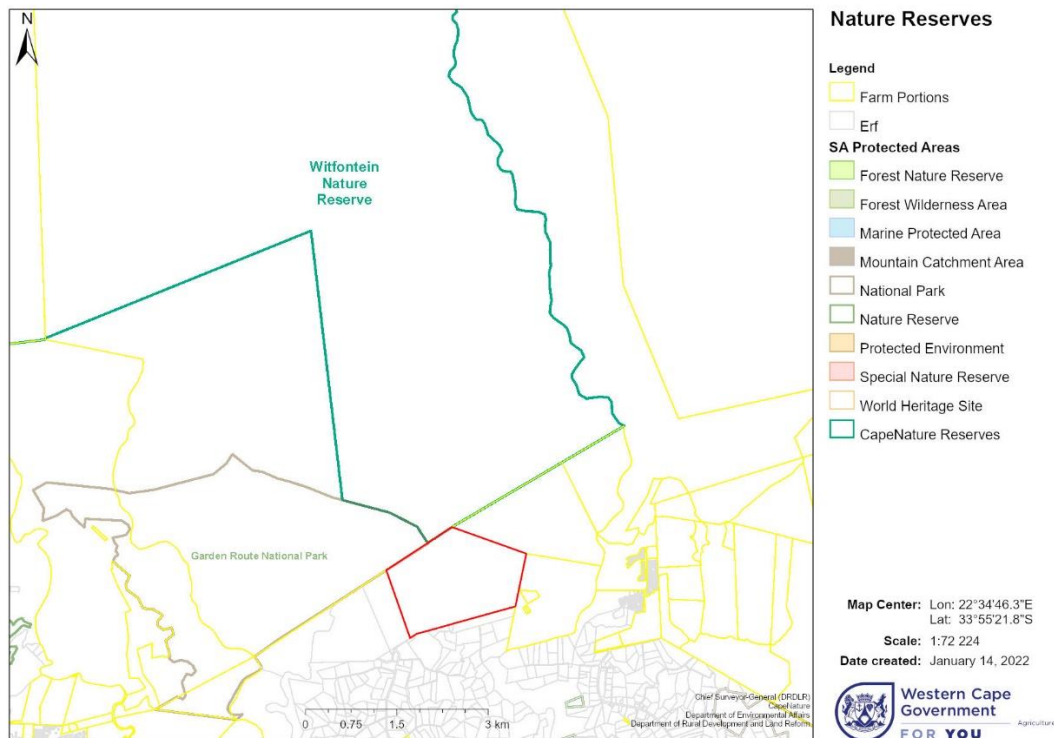 N
Witfontein
Nature
Reserve
Garden Route National Park
0 0.75 1.5 3 km
Chief Surveyor-General (DRDLR)
CapeNature
Department of Environmental Affairs
Department of Rural Development and Land Reform
Nature Reserves
Legend
Farm Portions
Erf
SA Protected Areas
Forest Nature Reserve
Forest Wilderness Area
Marine Protected Area
Mountain Catchment Area
National Park
Nature Reserve
Protected Environment
Special Nature Reserve
World Heritage Site
CapeNature Reserves
Map Center: Lon: 22°34'46.3"E
Lat: 33°55'21.8"S
Scale: 1:72 224
Date created: January 14, 2022
Western Cape
Government
Agriculture
FOR YOU